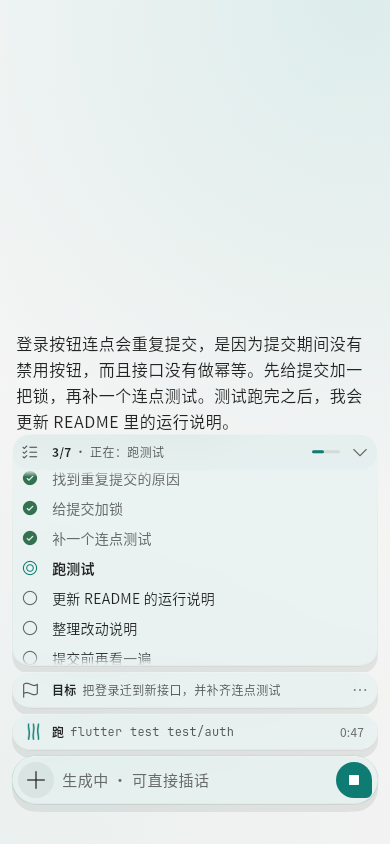 登录按钮连点会重复提交，是因为提交期间没有
禁用按钮，而且接口没有做幂等。先给提交加一
把锁，再补一个连点测试。测试跑完之后，我会
更新 README 里的运行说明。
3/7 · 正在：跑测试
找到重复提交的原因
给提交加锁
补一个连点测试
跑测试
更新 README 的运行说明
整理改动说明
提交前再看一遍
目标 把登录迁到新接口，并补齐连点测试
跑 flutter test test/auth 0:47
生成中 · 可直接插话